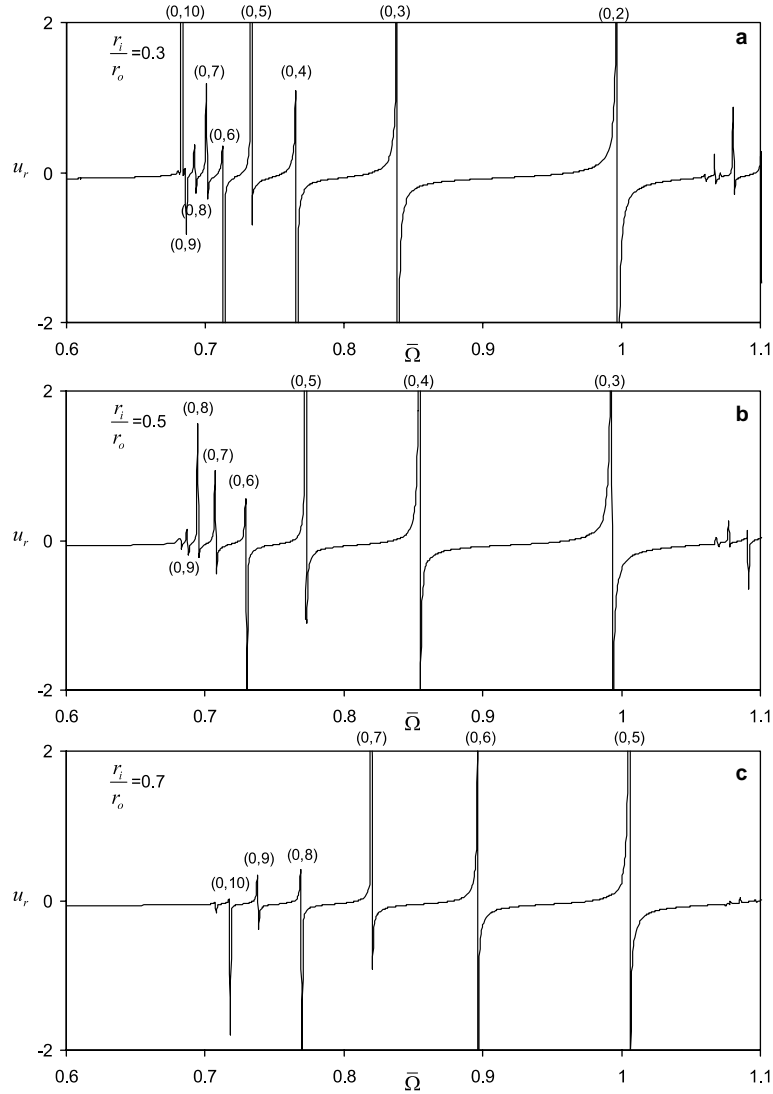 (0,10) (0,5) (0,3) (0,2)
2
r_i/r_o =0.3
a
(0,7)
(0,4)
(0,6)
u_r 0
(0,8)
(0,9)
-2
0.6 0.7 0.8 0.9 1 1.1
Ω̄
(0,5) (0,4) (0,3)
2
r_i/r_o =0.5
b
(0,8)
(0,7)
(0,6)
u_r 0
(0,9)
-2
0.6 0.7 0.8 0.9 1 1.1
Ω̄
(0,7) (0,6) (0,5)
2
r_i/r_o =0.7
c
(0,9) (0,8)
(0,10)
u_r 0
-2
0.6 0.7 0.8 0.9 1 1.1
Ω̄